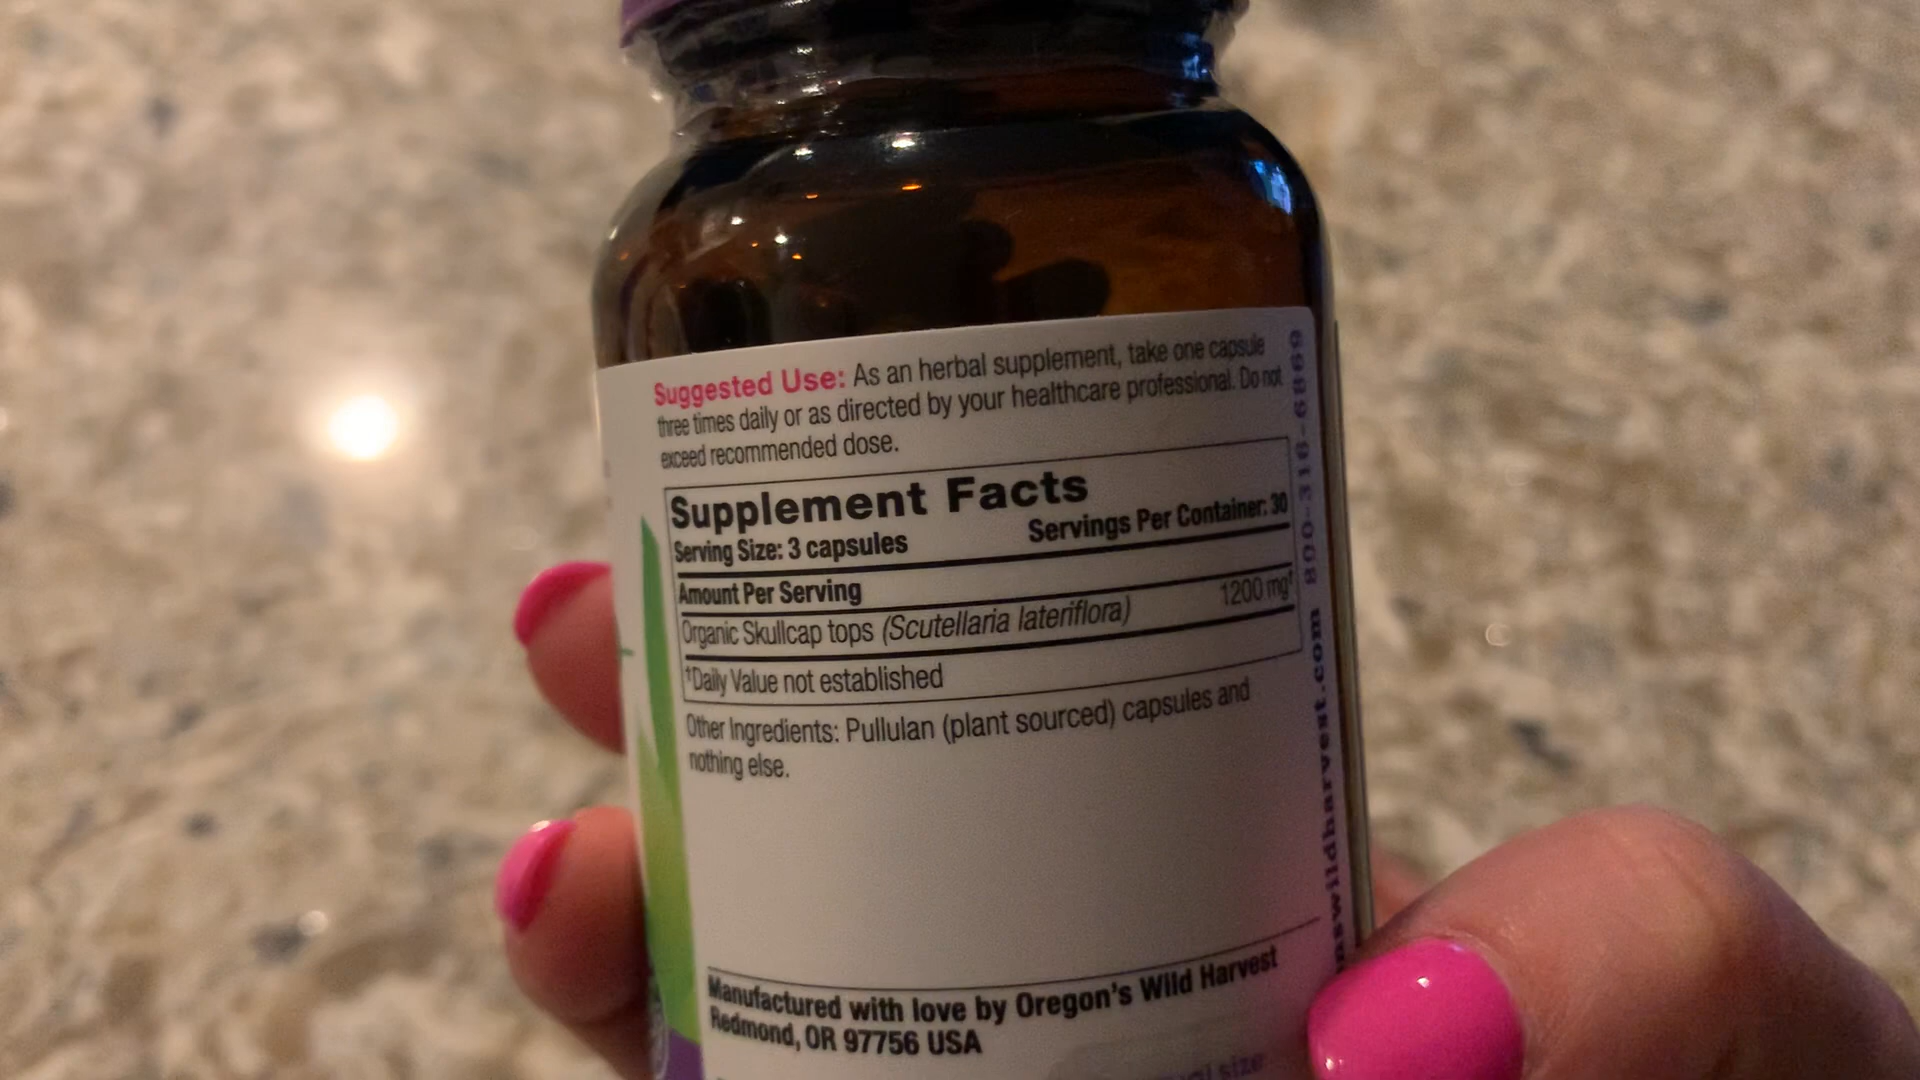 Suggested Use: As an herbal supplement, take one capsule
three times daily or as directed by your healthcare professional. Do not
exceed recommended dose.
Supplement Facts
Serving Size: 3 capsules Servings Per Container: 30
Amount Per Serving
Organic Skullcap tops (Scutellaria lateriflora) 1200 mg†
†Daily Value not established
Other Ingredients: Pullulan (plant sourced) capsules and
nothing else.
Manufactured with love by Oregon's Wild Harvest
Redmond, OR 97756 USA
size
nswildharvest.com 800-316-6869